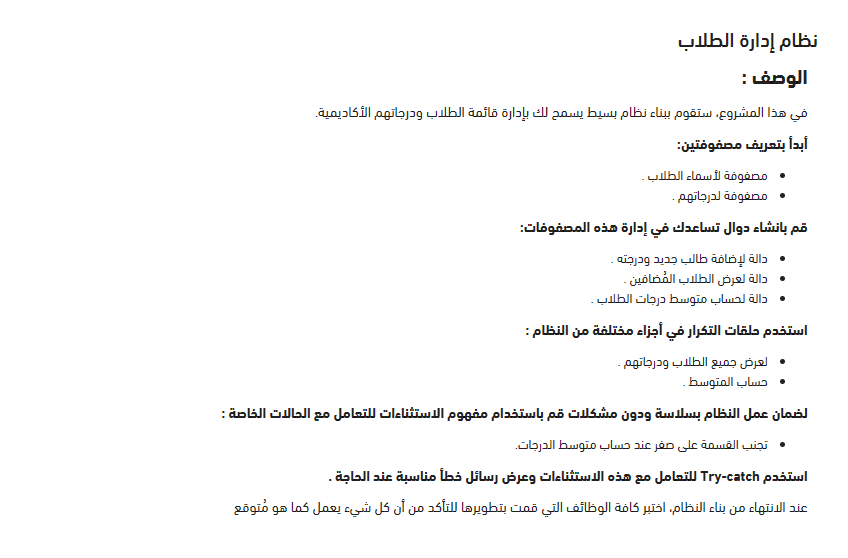 نظام إدارة الطلاب
الوصف :
في هذا المشروع، ستقوم ببناء نظام بسيط يسمح لك بإدارة قائمة الطلاب ودرجاتهم الأكاديمية.
أبدأ بتعريف مصفوفتين:
• مصفوفة لأسماء الطلاب .
• مصفوفة لدرجاتهم .
قم بانشاء دوال تساعدك في إدارة هذه المصفوفات:
• دالة لإضافة طالب جديد ودرجته .
• دالة لعرض الطلاب المُضافين .
• دالة لحساب متوسط درجات الطلاب .
استخدم حلقات التكرار في أجزاء مختلفة من النظام :
• لعرض جميع الطلاب ودرجاتهم .
• حساب المتوسط .
لضمان عمل النظام بسلاسة ودون مشكلات قم باستخدام مفهوم الاستثناءات للتعامل مع الحالات الخاصة :
• تجنب القسمة على صفر عند حساب متوسط الدرجات.
استخدم Try-catch للتعامل مع هذه الاستثناءات وعرض رسائل خطأ مناسبة عند الحاجة .
عند الانتهاء من بناء النظام، اختبر كافة الوظائف التي قمت بتطويرها للتأكد من أن كل شيء يعمل كما هو مُتوقع